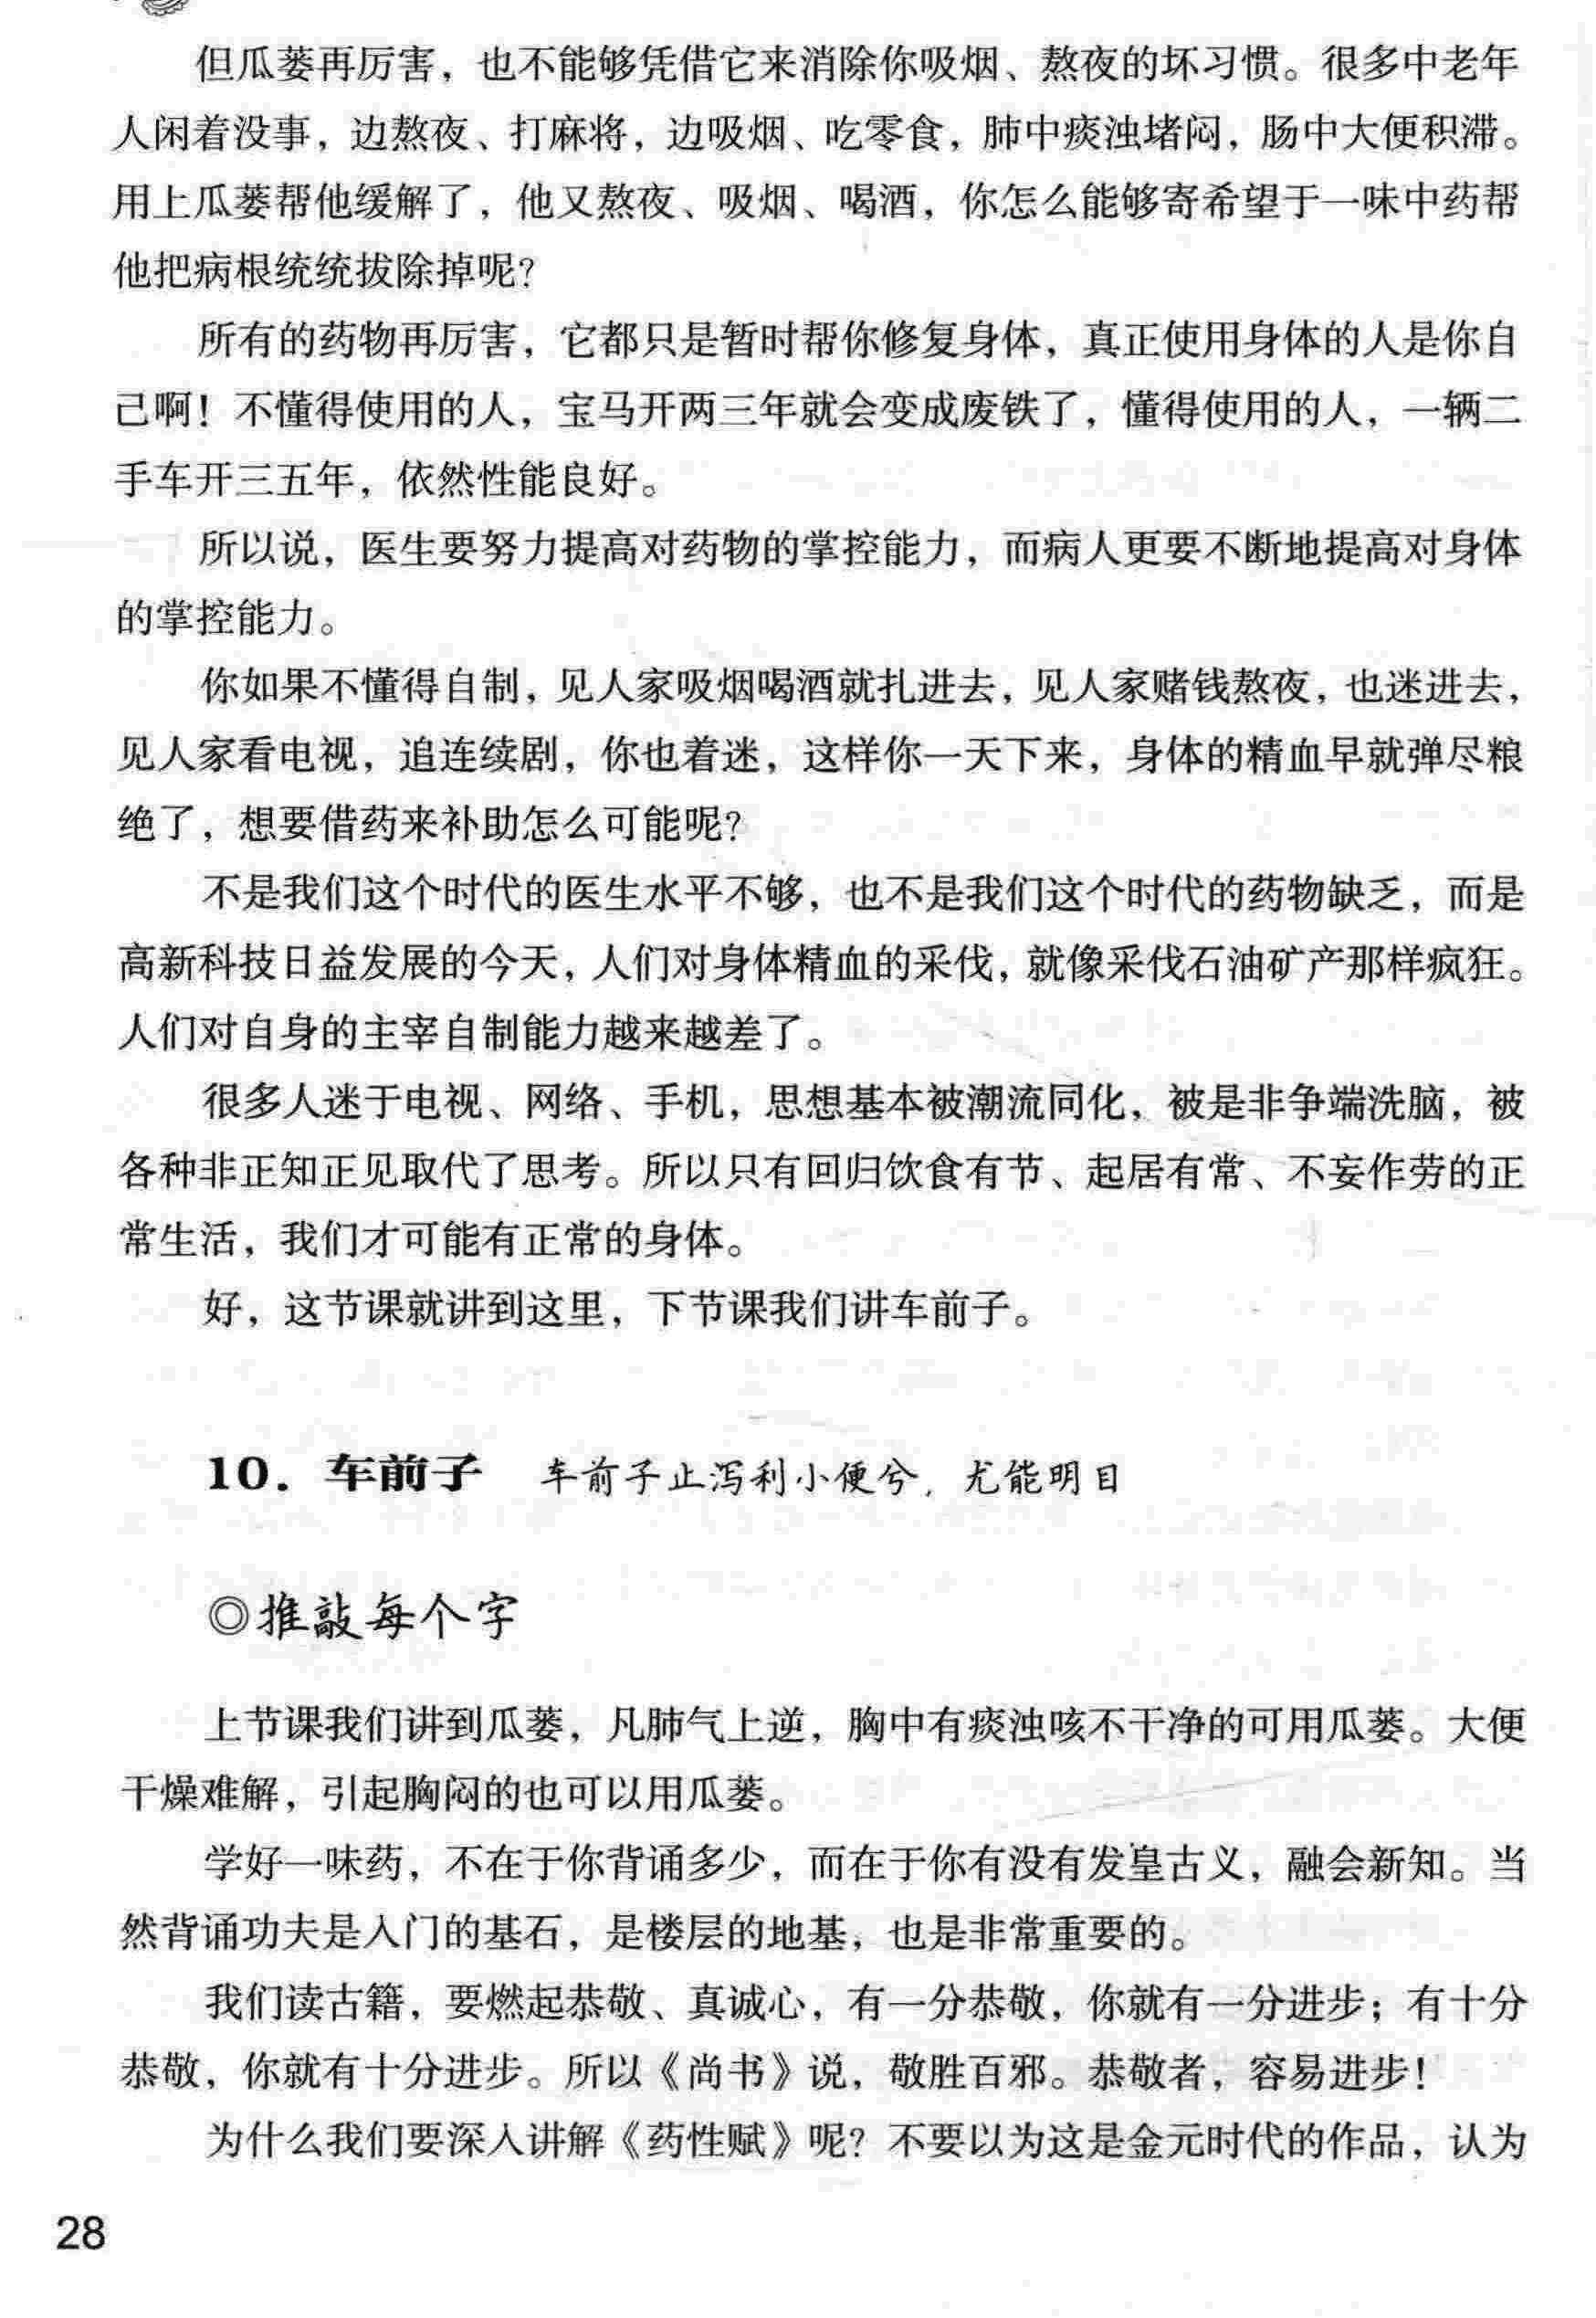 但瓜蒌再厉害，也不能够凭借它来消除你吸烟、熬夜的坏习惯。很多中老年
人闲着没事，边熬夜、打麻将，边吸烟、吃零食，肺中痰浊堵闷，肠中大便积滞。
用上瓜蒌帮他缓解了，他又熬夜、吸烟、喝酒，你怎么能够寄希望于一味中药帮
他把病根统统拔除掉呢？
所有的药物再厉害，它都只是暂时帮你修复身体，真正使用身体的人是你自
己啊！不懂得使用的人，宝马开两三年就会变成废铁了，懂得使用的人，一辆二
手车开三五年，依然性能良好。
所以说，医生要努力提高对药物的掌控能力，而病人更要不断地提高对身体
的掌控能力。
你如果不懂得自制，见人家吸烟喝酒就扎进去，见人家赌钱熬夜，也迷进去，
见人家看电视，追连续剧，你也着迷，这样你一天下来，身体的精血早就弹尽粮
绝了，想要借药来补助怎么可能呢？
不是我们这个时代的医生水平不够，也不是我们这个时代的药物缺乏，而是
高新科技日益发展的今天，人们对身体精血的采伐，就像采伐石油矿产那样疯狂。
人们对自身的主宰自制能力越来越差了。
很多人迷于电视、网络、手机，思想基本被潮流同化，被是非争端洗脑，被
各种非正知正见取代了思考。所以只有回归饮食有节、起居有常、不妄作劳的正
常生活，我们才可能有正常的身体。
好，这节课就讲到这里，下节课我们讲车前子。
10．车前子 车前子止泻利小便兮，尤能明目
◎推敲每个字
上节课我们讲到瓜蒌，凡肺气上逆，胸中有痰浊咳不干净的可用瓜蒌。大便
干燥难解，引起胸闷的也可以用瓜蒌。
学好一味药，不在于你背诵多少，而在于你有没有发皇古义，融会新知。当
然背诵功夫是入门的基石，是楼层的地基，也是非常重要的。
我们读古籍，要燃起恭敬、真诚心，有一分恭敬，你就有一分进步；有十分
恭敬，你就有十分进步。所以《尚书》说，敬胜百邪。恭敬者，容易进步！
为什么我们要深入讲解《药性赋》呢？不要以为这是金元时代的作品，认为
28